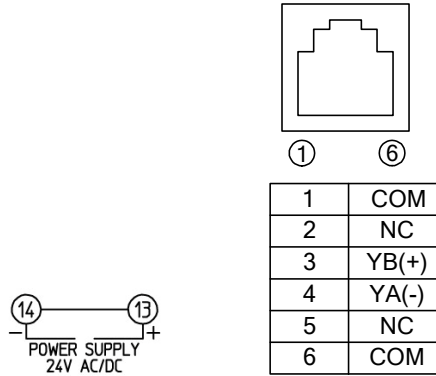 ① ⑥
1 COM
2 NC
3 YB(+)
4 YA(-)
5 NC
6 COM
⑭ ⑬
- +
POWER SUPPLY
24V AC/DC